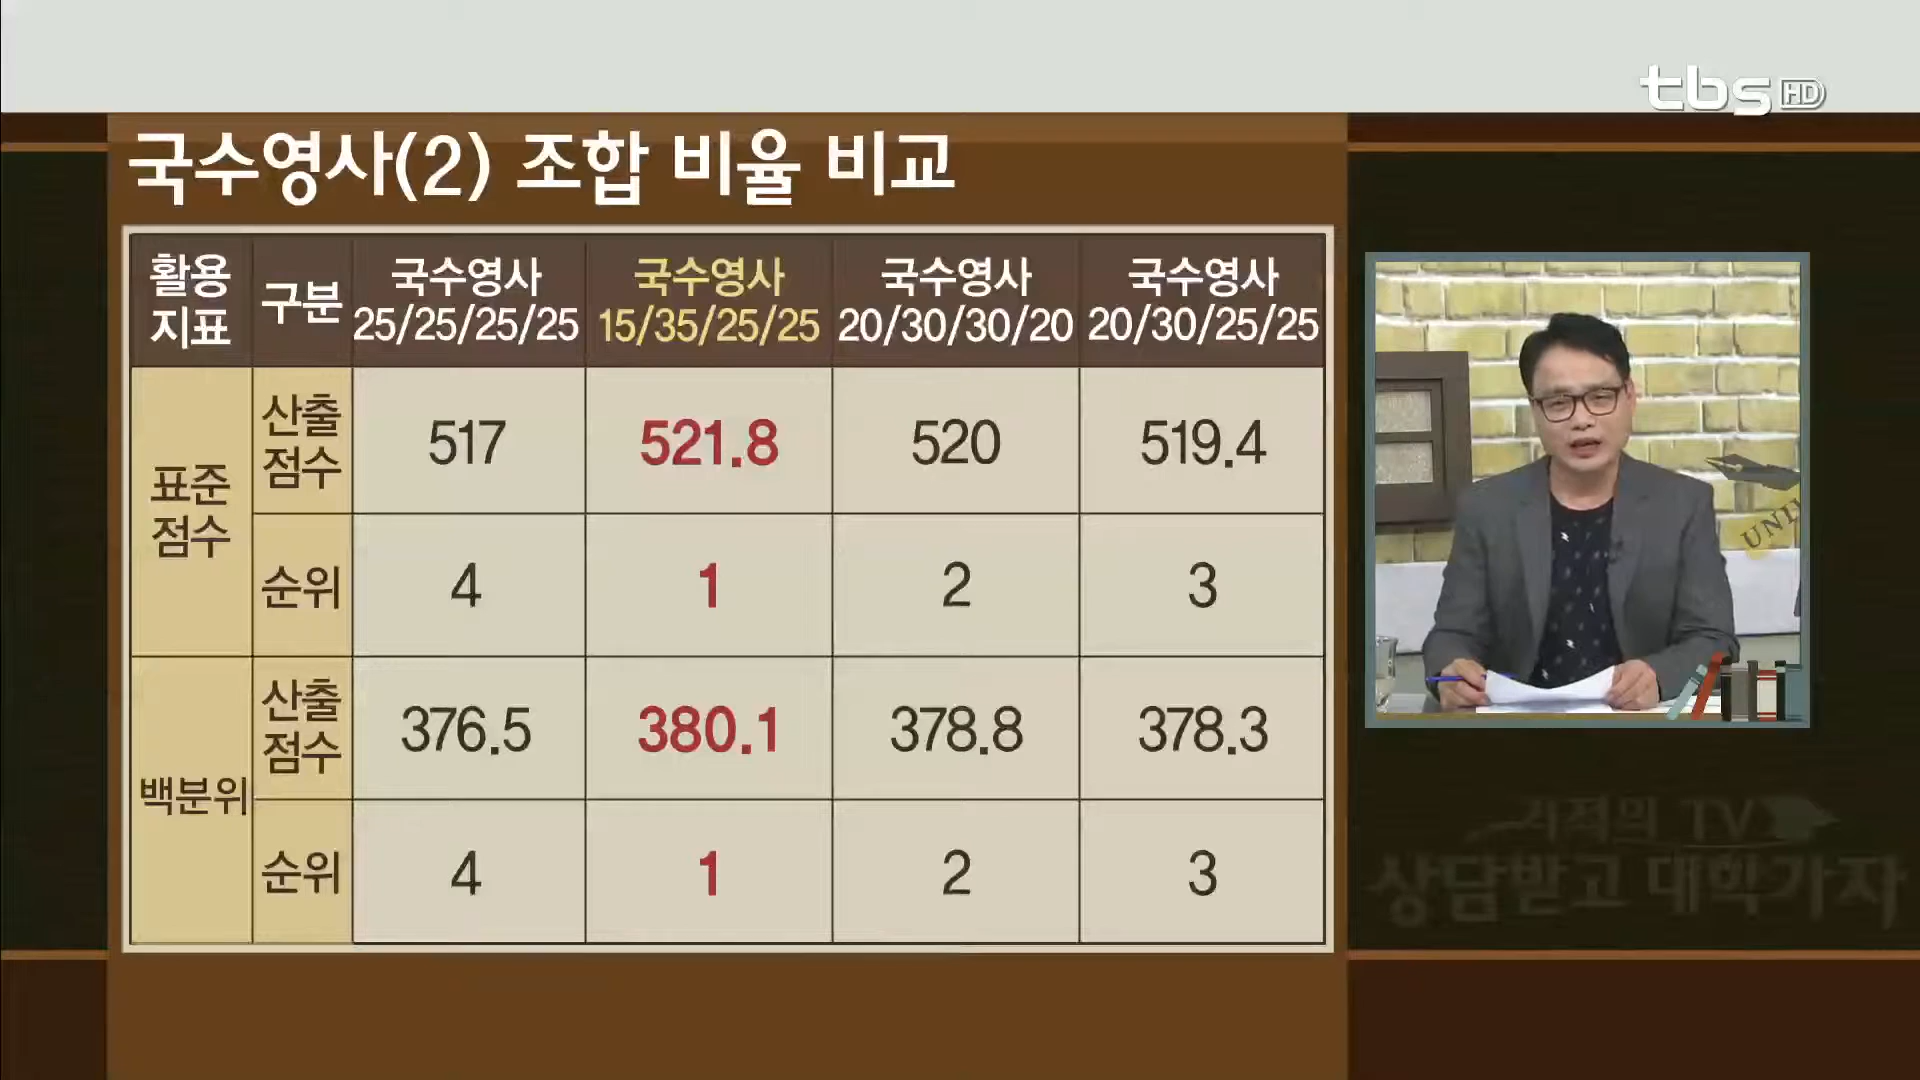 tbs HD
국수영사(2) 조합 비율 비교
활용
지표
구분
국수영사
25/25/25/25
국수영사
15/35/25/25
국수영사
20/30/30/20
국수영사
20/30/25/25
표준
점수
산출
점수
517
521.8
520
519.4
순위
4
1
2
3
백분위
산출
점수
376.5
380.1
378.8
378.3
순위
4
1
2
3
UNI
기적의 TV
상담받고 대학가자